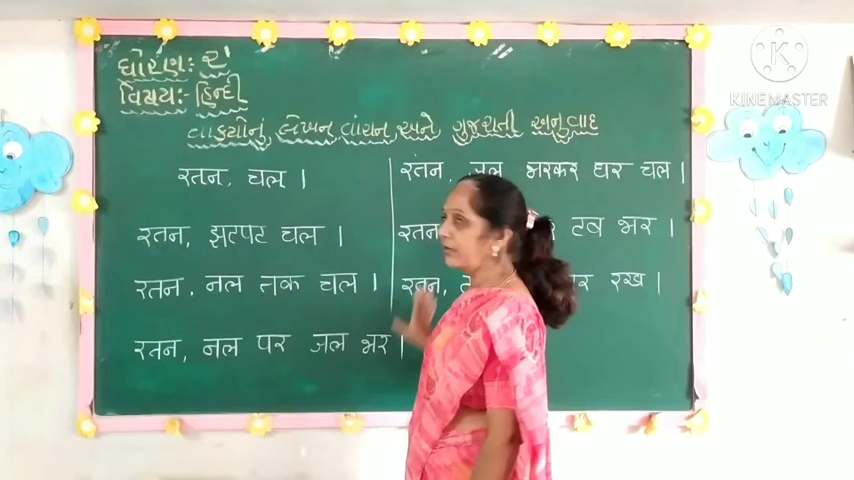 ધોરણ: ૨
વિષય:- હિન્દી
વાક્યોનું લેખન, વાંચન, અને ગુજરાતી અનુવાદ
रतन, चल ।
रतन, झटपट चल ।
रतन, नल तक चल ।
रतन, नल पर जल भर ।
रतन, जल भरकर घर चल ।
रतन, टब भर ।
रतन, रख ।
KINEMASTER